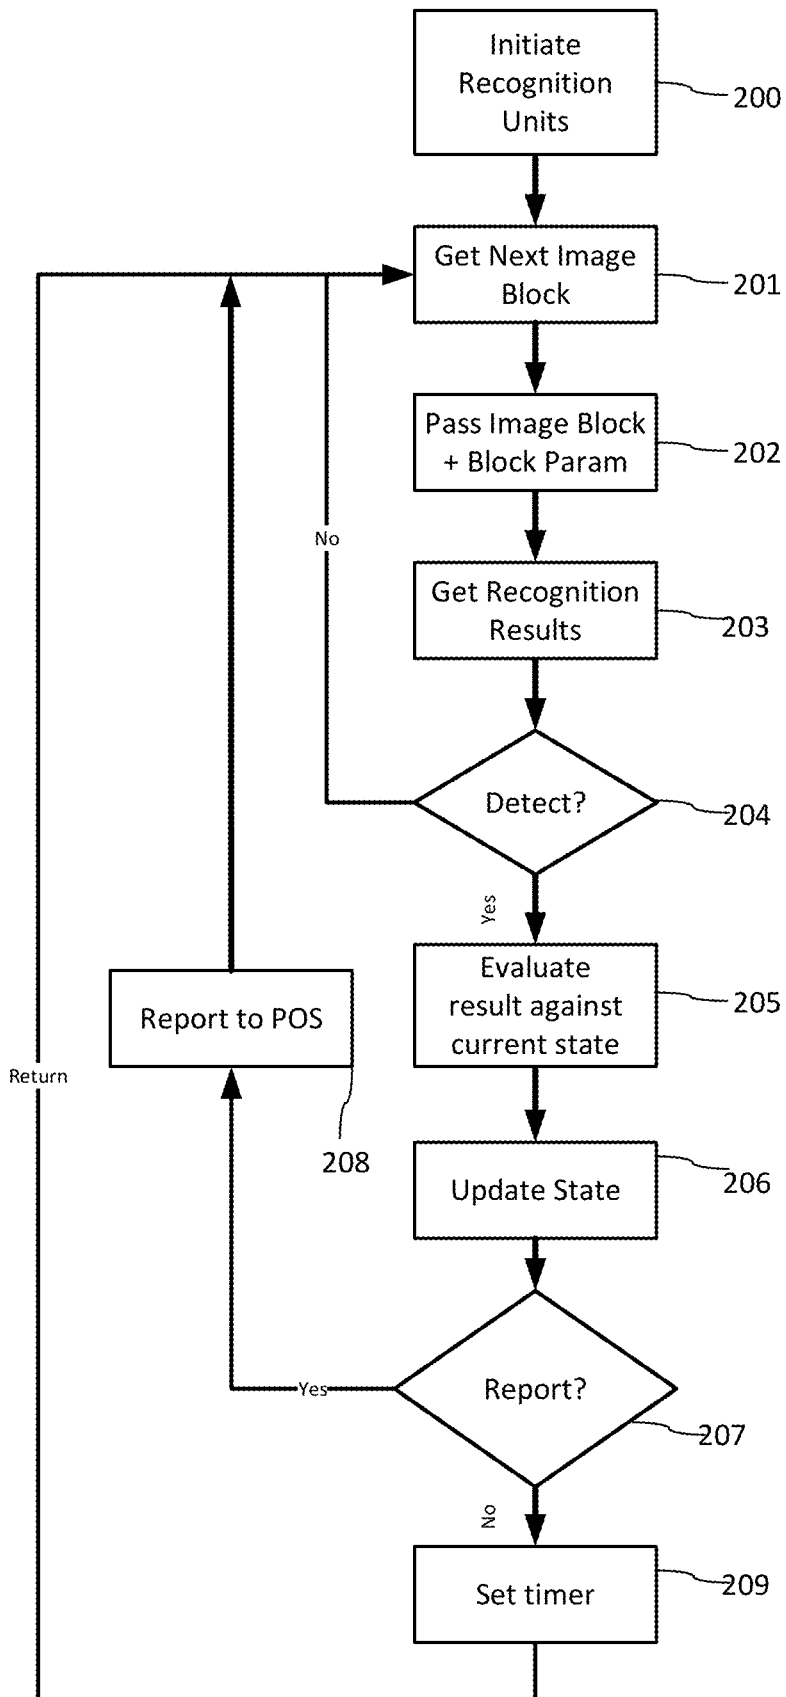 Initiate
Recognition
Units
200
Get Next Image
Block
201
Pass Image Block
+ Block Param
202
No
Get Recognition
Results
203
Detect?
204
Yes
Evaluate
result against
current state
205
Report to POS
Return
208
Update State
206
Report?
Yes
207
No
Set timer
209